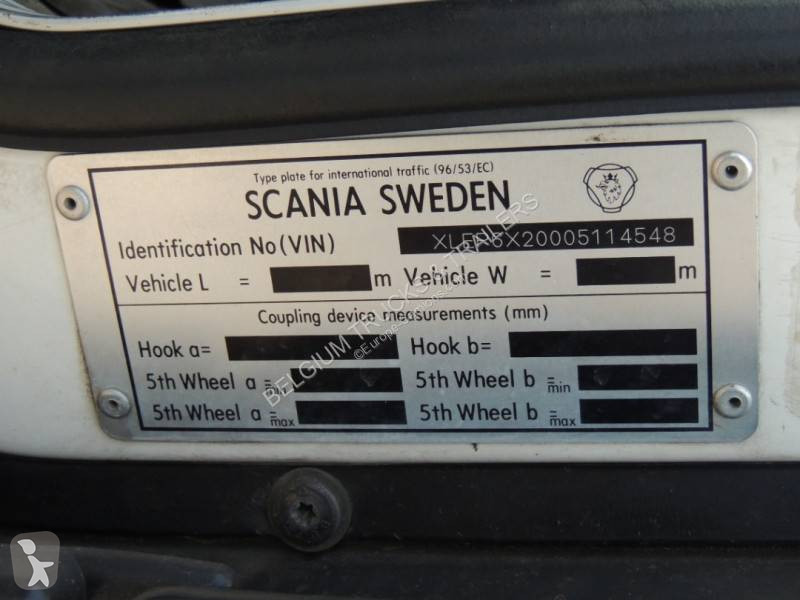 Type plate for international traffic (96/53/EC)
SCANIA SWEDEN
Identification No (VIN)
Vehicle L = m Vehicle W = m
Coupling device measurements (mm)
Hook a= Hook b=
5th Wheel a = min 5th Wheel b = min
5th Wheel a = max 5th Wheel b = max
BELGIUM TRUCKS & TRAILERS